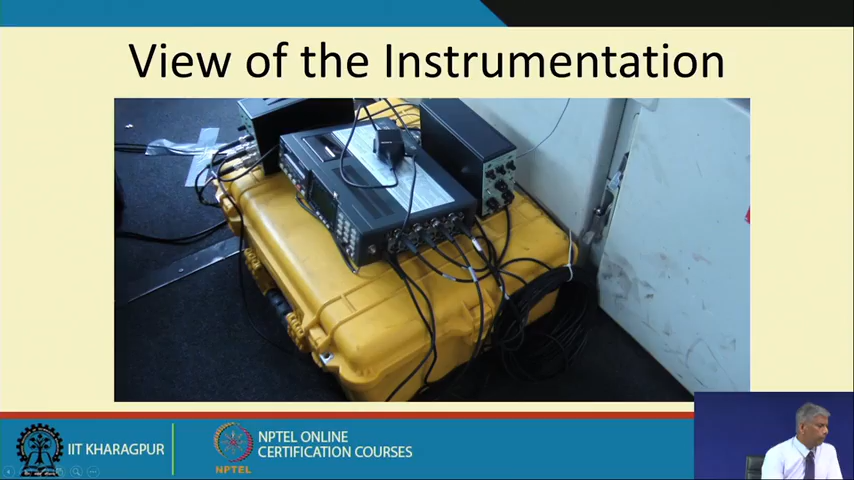 View of the Instrumentation
IIT KHARAGPUR
NPTEL
NPTEL ONLINE
CERTIFICATION COURSES